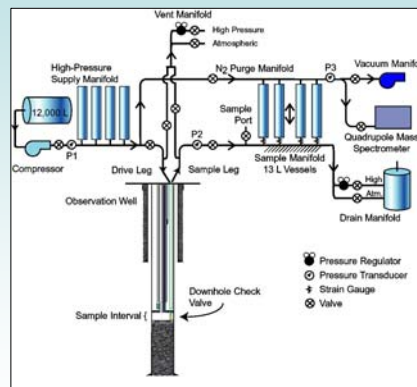 Vent Manifold
High Pressure
Atmospheric
High-Pressure
Supply Manifold
12,000 L
Compressor
P1
N2 Purge Manifold
P3
Vacuum Manifo
Sample
Port
P2
Quadrupole Mass
Spectrometer
Drive Leg
Sample Leg
Sample Manifold
13 L Vessels
Observation Well
High
Atm.
Drain Manifold
Downhole Check
Valve
Sample Interval {
Pressure Regulator
Pressure Transducer
Strain Gauge
Valve